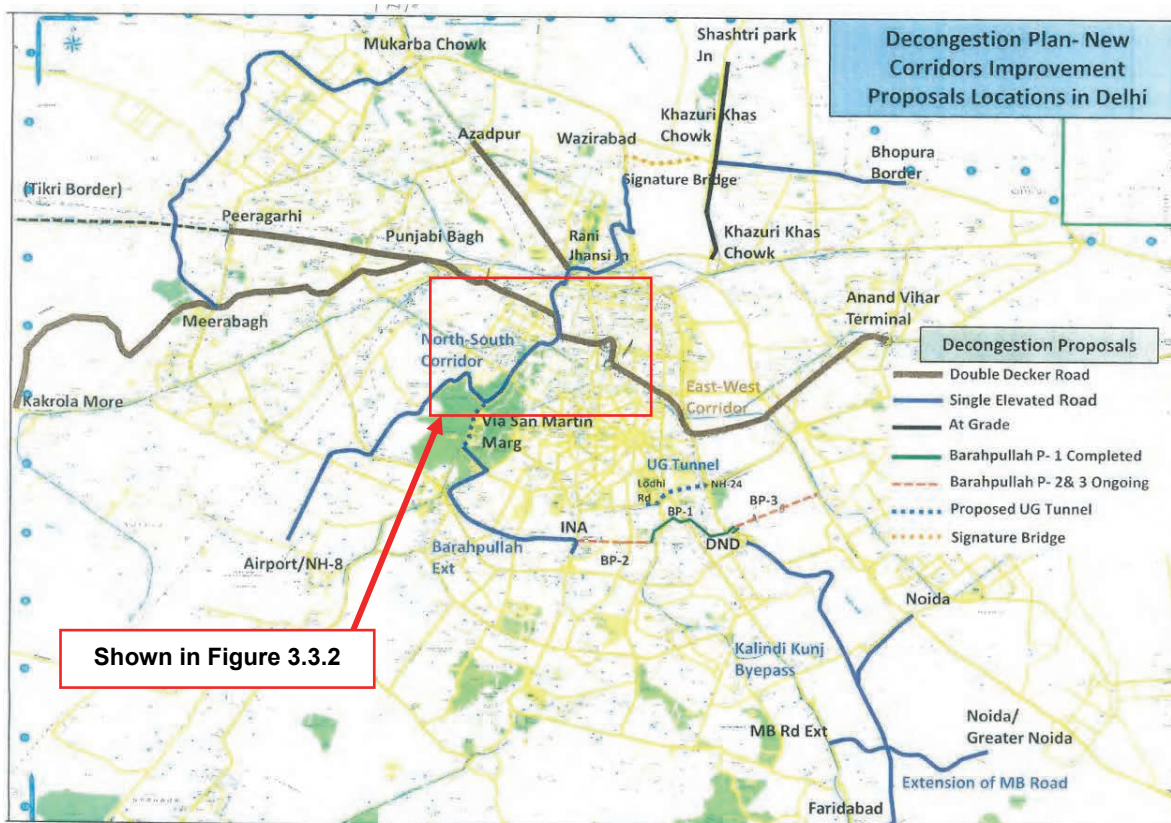 Decongestion Plan- New
Corridors Improvement
Proposals Locations in Delhi
Mukarba Chowk
Shashtri park
Jn
Azadpur
Wazirabad
Khazuri Khas
Chowk
Bhopura
Border
Signature Bridge
(Tikri Border)
Peeragarhi
Punjabi Bagh
Rani
Jhansi Jn
Khazuri Khas
Chowk
Meerabagh
Anand Vihar
Terminal
North-South
Corridor
East-West
Corridor
Kakrola More
Via San Martin
Marg
UG Tunnel
Lodhi
Rd
NH-24
BP-3
BP-1
INA
DND
BP-2
Barahpullah
Ext
Airport/NH-8
Noida
Kalindi Kunj
Byepass
MB Rd Ext
Noida/
Greater Noida
Extension of MB Road
Faridabad
Decongestion Proposals
Double Decker Road
Single Elevated Road
At Grade
Barahpullah P- 1 Completed
Barahpullah P- 2& 3 Ongoing
Proposed UG Tunnel
Signature Bridge
Shown in Figure 3.3.2